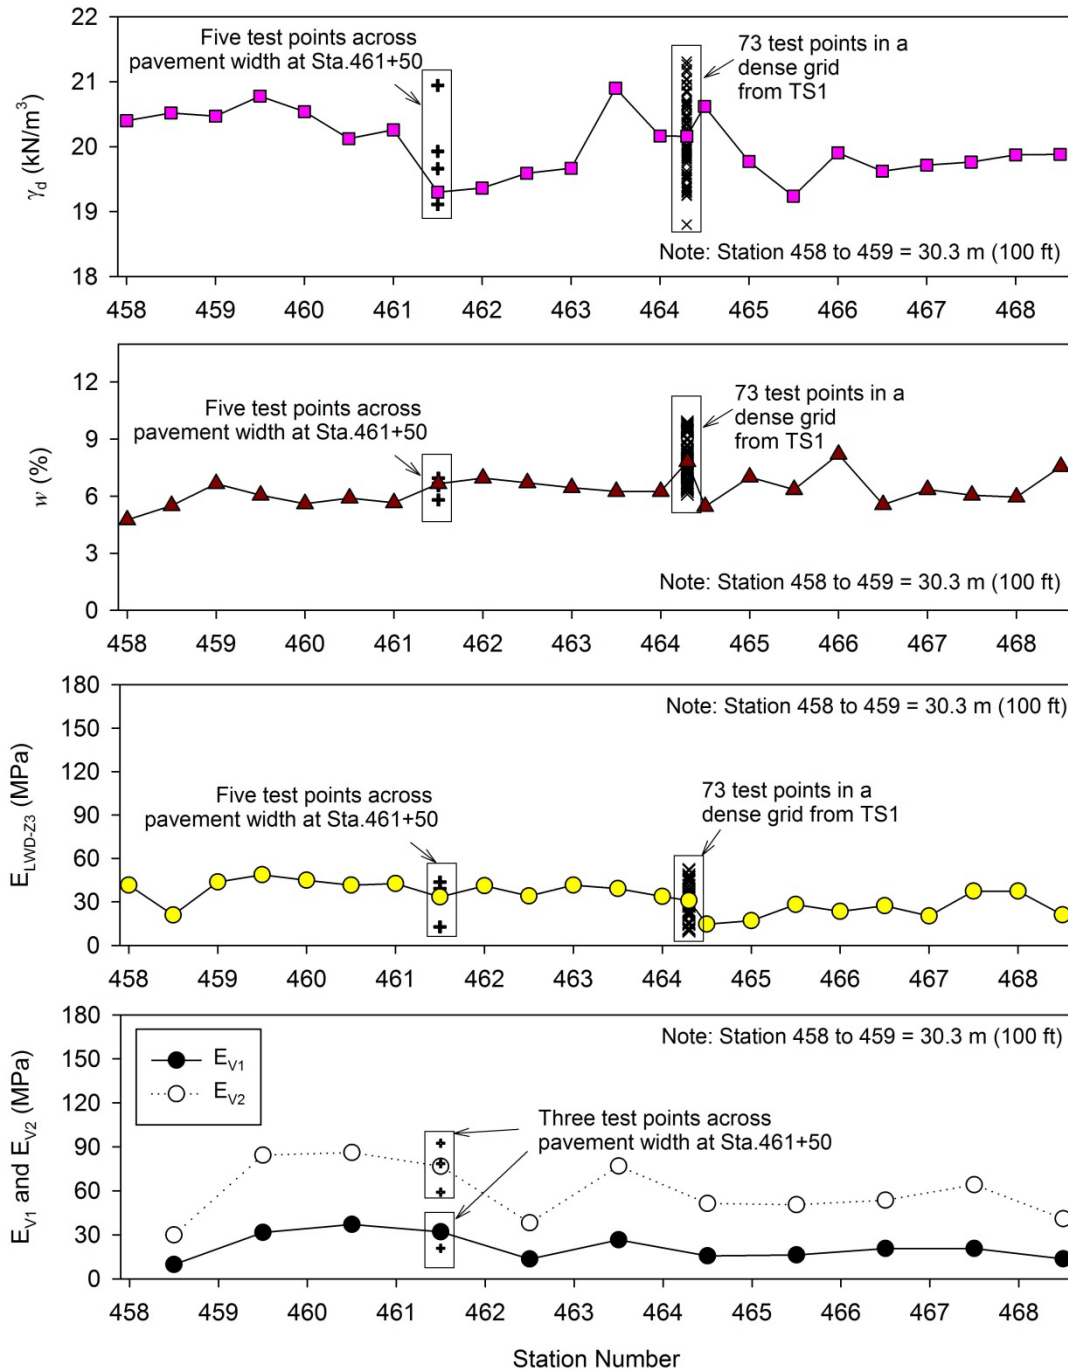 22
21
20
19
18
γd (kN/m3)
Five test points across
pavement width at Sta.461+50
73 test points in a
dense grid
from TS1
Note: Station 458 to 459 = 30.3 m (100 ft)
458 459 460 461 462 463 464 465 466 467 468
12
9
6
3
0
w (%)
Five test points across
pavement width at Sta.461+50
73 test points in a
dense grid
from TS1
Note: Station 458 to 459 = 30.3 m (100 ft)
458 459 460 461 462 463 464 465 466 467 468
180
150
120
90
60
30
0
ELWD-Z3 (MPa)
Note: Station 458 to 459 = 30.3 m (100 ft)
Five test points across
pavement width at Sta.461+50
73 test points in a
dense grid from TS1
458 459 460 461 462 463 464 465 466 467 468
180
150
120
90
60
30
0
EV1 and EV2 (MPa)
Note: Station 458 to 459 = 30.3 m (100 ft)
EV1
EV2
Three test points across
pavement width at Sta.461+50
458 459 460 461 462 463 464 465 466 467 468
Station Number